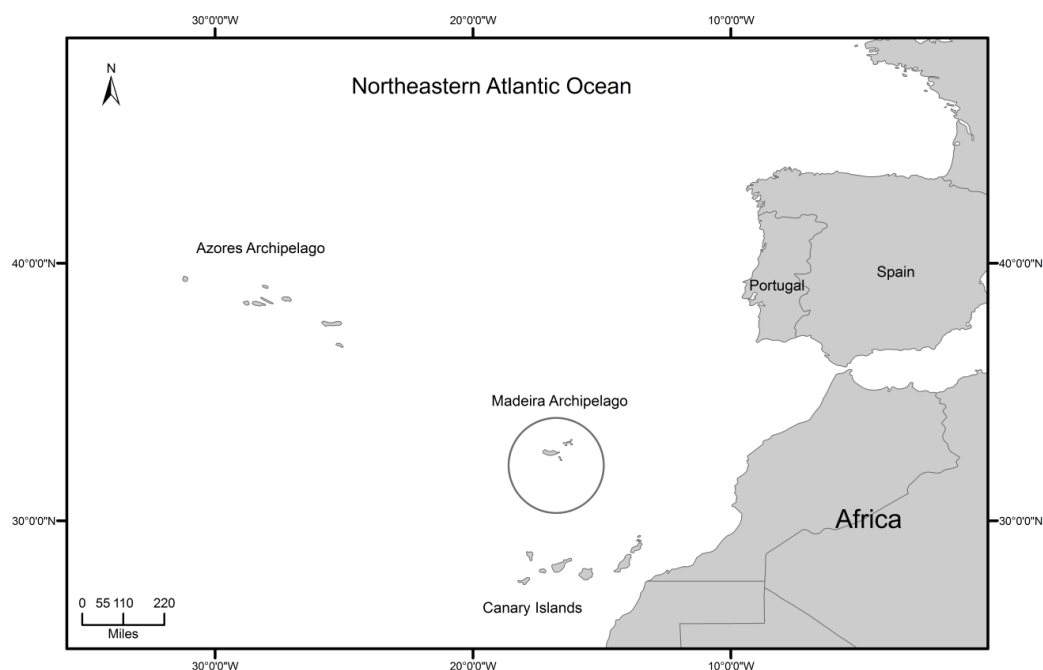 30°0'0"W 20°0'0"W 10°0'0"W
N
Northeastern Atlantic Ocean
Azores Archipelago
40°0'0"N 40°0'0"N
Spain
Portugal
Madeira Archipelago
30°0'0"N 30°0'0"N
Africa
0 55 110 220
Miles
Canary Islands
30°0'0"W 20°0'0"W 10°0'0"W